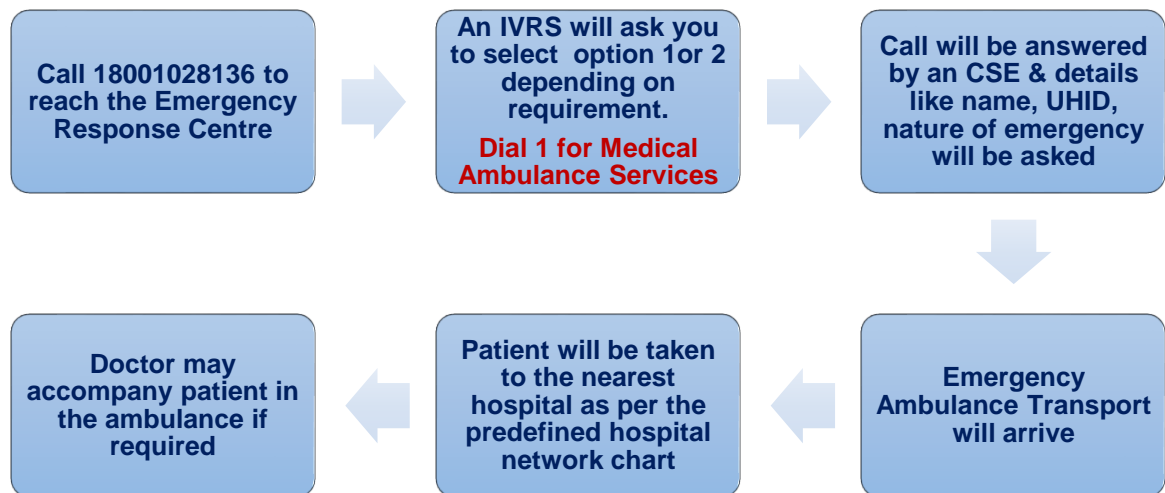 Call 18001028136 to
reach the Emergency
Response Centre
An IVRS will ask you
to select option 1or 2
depending on
requirement.
Dial 1 for Medical
Ambulance Services
Call will be answered
by an CSE & details
like name, UHID,
nature of emergency
will be asked
Emergency
Ambulance Transport
will arrive
Patient will be taken
to the nearest
hospital as per the
predefined hospital
network chart
Doctor may
accompany patient in
the ambulance if
required